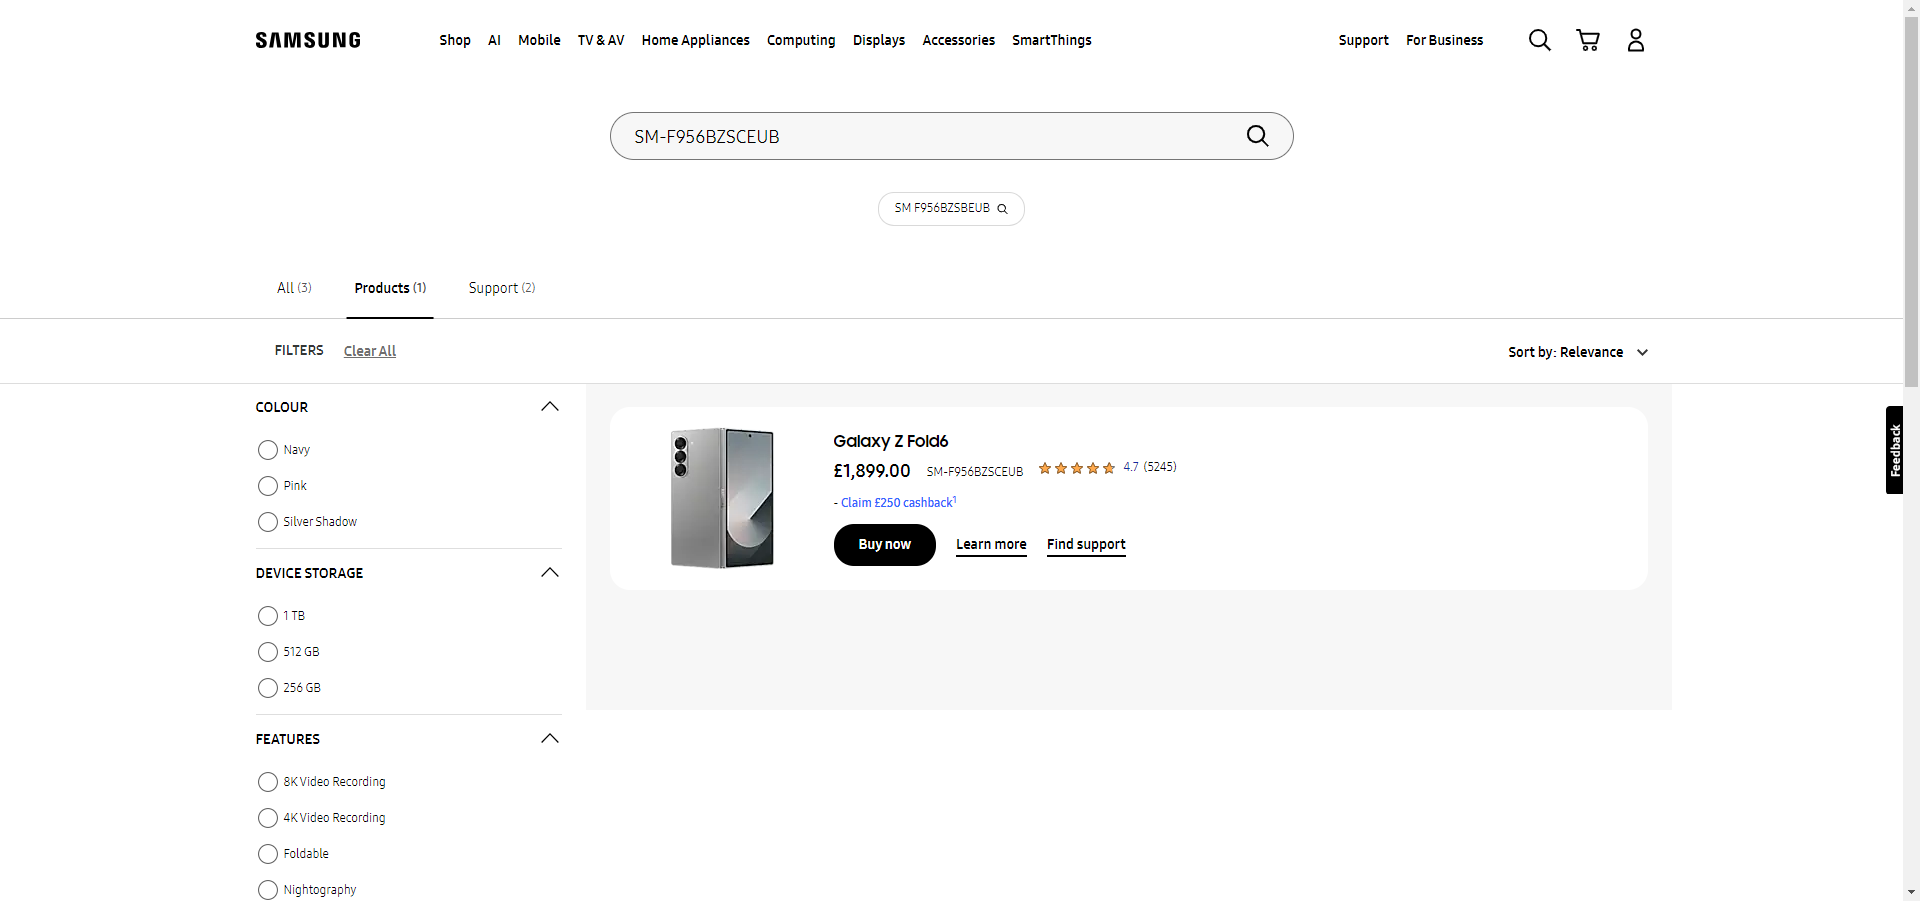 SAMSUNG
Shop AI Mobile TV & AV Home Appliances Computing Displays Accessories SmartThings Support For Business
SM-F956BZSCEUB
SM F956BZSBEUB
All (3) Products (1) Support (2)
FILTERS Clear All Sort by: Relevance
COLOUR
Navy
Pink
Silver Shadow
DEVICE STORAGE
1 TB
512 GB
256 GB
FEATURES
8K Video Recording
4K Video Recording
Foldable
Nightography
Galaxy Z Fold6
£1,899.00 SM-F956BZSCEUB 4.7 (5245)
- Claim £250 cashback¹
Buy now Learn more Find support
Feedback